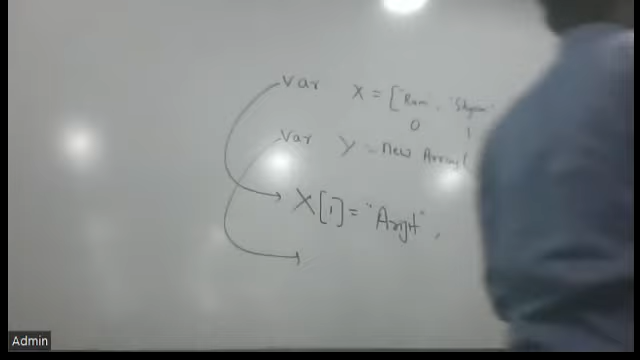 var X = ["Ram", "Shyam"
0 1
var Y = new Array(
X[1] = "Arijit",
Admin